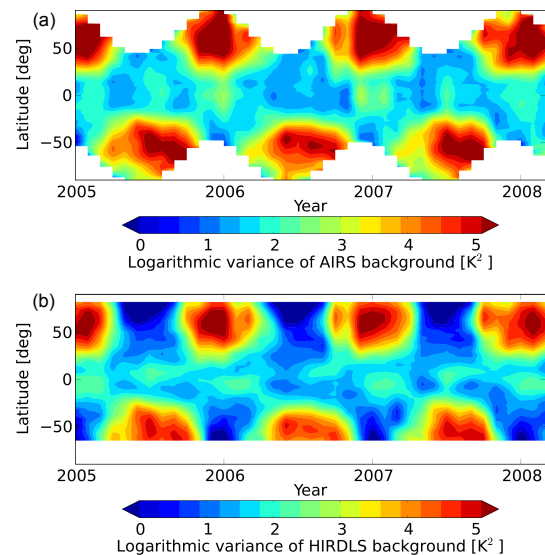 (a)
Latitude [deg]
50
0
−50
2005 2006 2007 2008
Year
0 1 2 3 4 5
Logarithmic variance of AIRS background [K² ]
(b)
Latitude [deg]
50
0
−50
2005 2006 2007 2008
Year
0 1 2 3 4 5
Logarithmic variance of HIRDLS background [K² ]